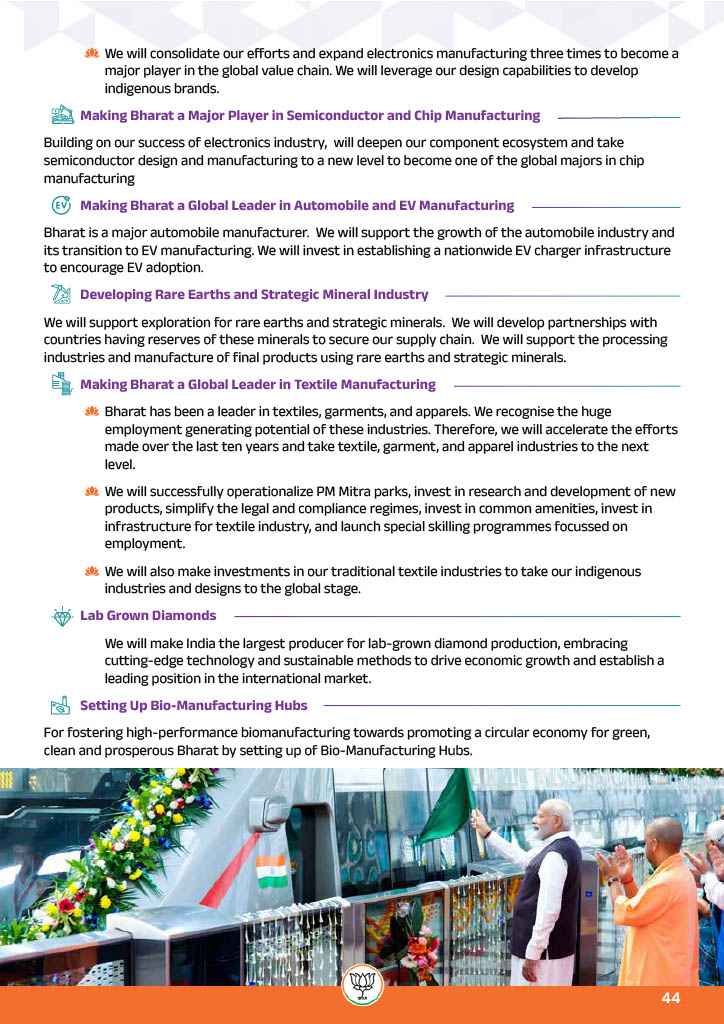 We will consolidate our efforts and expand electronics manufacturing three times to become a
major player in the global value chain. We will leverage our design capabilities to develop
indigenous brands.
Making Bharat a Major Player in Semiconductor and Chip Manufacturing
Building on our success of electronics industry, will deepen our component ecosystem and take
semiconductor design and manufacturing to a new level to become one of the global majors in chip
manufacturing
EV
Making Bharat a Global Leader in Automobile and EV Manufacturing
Bharat is a major automobile manufacturer. We will support the growth of the automobile industry and
its transition to EV manufacturing. We will invest in establishing a nationwide EV charger infrastructure
to encourage EV adoption.
Developing Rare Earths and Strategic Mineral Industry
We will support exploration for rare earths and strategic minerals. We will develop partnerships with
countries having reserves of these minerals to secure our supply chain. We will support the processing
industries and manufacture of final products using rare earths and strategic minerals.
Making Bharat a Global Leader in Textile Manufacturing
Bharat has been a leader in textiles, garments, and apparels. We recognise the huge
employment generating potential of these industries. Therefore, we will accelerate the efforts
made over the last ten years and take textile, garment, and apparel industries to the next
level.
We will successfully operationalize PM Mitra parks, invest in research and development of new
products, simplify the legal and compliance regimes, invest in common amenities, invest in
infrastructure for textile industry, and launch special skilling programmes focussed on
employment.
We will also make investments in our traditional textile industries to take our indigenous
industries and designs to the global stage.
Lab Grown Diamonds
We will make India the largest producer for lab-grown diamond production, embracing
cutting-edge technology and sustainable methods to drive economic growth and establish a
leading position in the international market.
Setting Up Bio-Manufacturing Hubs
For fostering high-performance biomanufacturing towards promoting a circular economy for green,
clean and prosperous Bharat by setting up of Bio-Manufacturing Hubs.
44